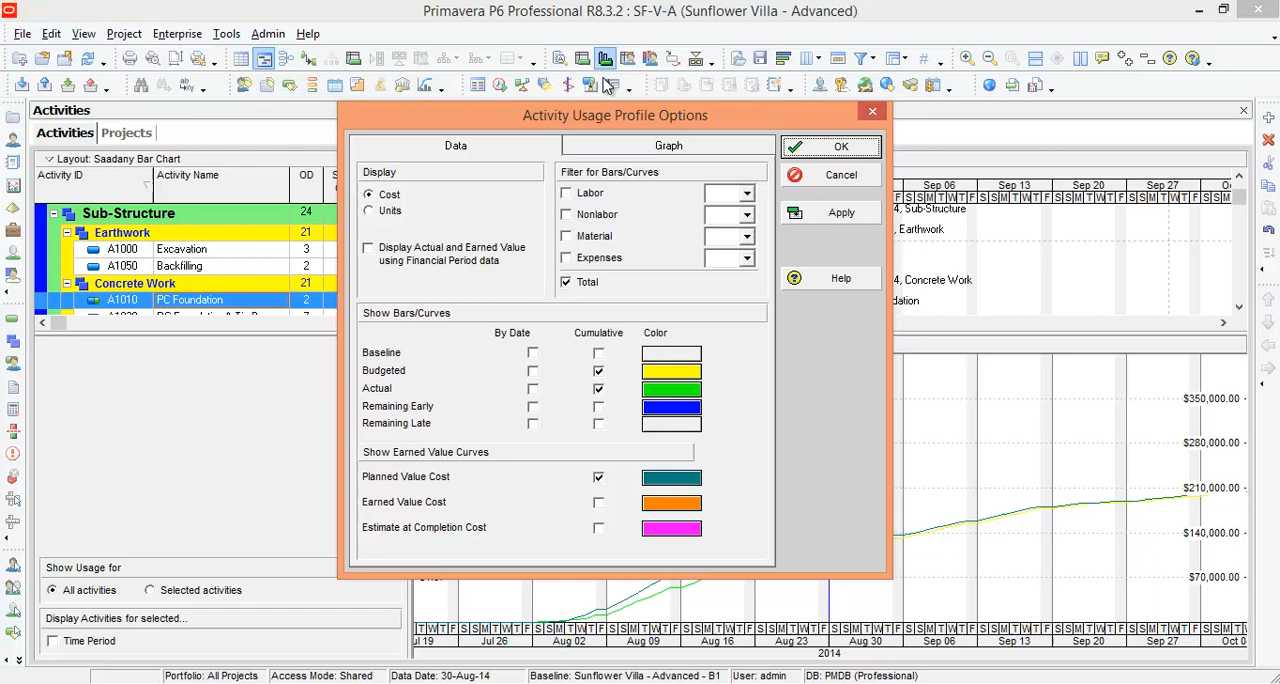 Primavera P6 Professional R8.3.2 : SF-V-A (Sunflower Villa - Advanced)
File Edit View Project Enterprise Tools Admin Help
Activities
Activities Projects
Layout: Saadany Bar Chart
Activity ID Activity Name OD S
Sub-Structure 24
Earthwork 21
A1000 Excavation 3
A1050 Backfilling 2
Concrete Work 21
A1010 PC Foundation 2
Activity Usage Profile Options
Data Graph
OK
Cancel
Apply
Help
Display
Cost
Units
Display Actual and Earned Value
using Financial Period data
Filter for Bars/Curves
Labor
Nonlabor
Material
Expenses
Total
Show Bars/Curves
By Date Cumulative Color
Baseline
Budgeted
Actual
Remaining Early
Remaining Late
Show Earned Value Curves
Planned Value Cost
Earned Value Cost
Estimate at Completion Cost
Sep 06 Sep 13 Sep 20 Sep 27
F S S M T W T F S S M T W T F S S M T W T F S S M T W T F S
4, Sub-Structure
, Earthwork
4, Concrete Work
dation
$350,000.00
$280,000.00
$210,000.00
$140,000.00
$70,000.00
Show Usage for
All activities Selected activities
Display Activities for selected...
Time Period
ul 19 Jul 26 Aug 02 Aug 09 Aug 16 Aug 23 Aug 30 Sep 06 Sep 13 Sep 20 Sep 27 Oct 0
2014
Portfolio: All Projects Access Mode: Shared Data Date: 30-Aug-14 Baseline: Sunflower Villa - Advanced - B1 User: admin DB: PMDB (Professional)